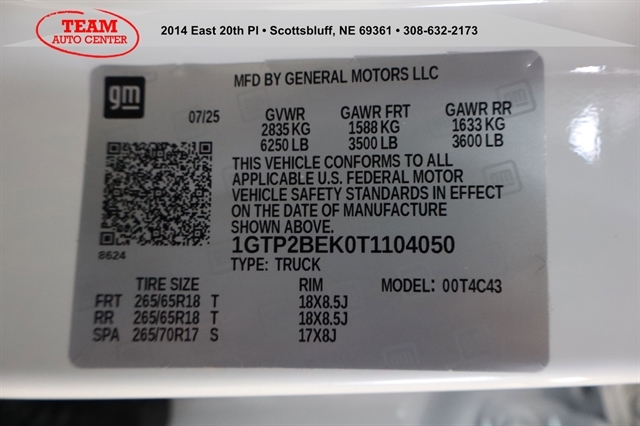 TEAM
AUTO CENTER
2014 East 20th Pl • Scottsbluff, NE 69361 • 308-632-2173
gm
MFD BY GENERAL MOTORS LLC
07/25 GVWR GAWR FRT GAWR RR
2835 KG 1588 KG 1633 KG
6250 LB 3500 LB 3600 LB
THIS VEHICLE CONFORMS TO ALL
APPLICABLE U.S. FEDERAL MOTOR
VEHICLE SAFETY STANDARDS IN EFFECT
ON THE DATE OF MANUFACTURE
SHOWN ABOVE
8624
1GTP2BEK0T1104050
TYPE: TRUCK MODEL: 00T4C43
TIRE SIZE RIM
FRT 265/65R18 T 18X8.5J
RR 265/65R18 T 18X8.5J
SPA 265/70R17 S 17X8J